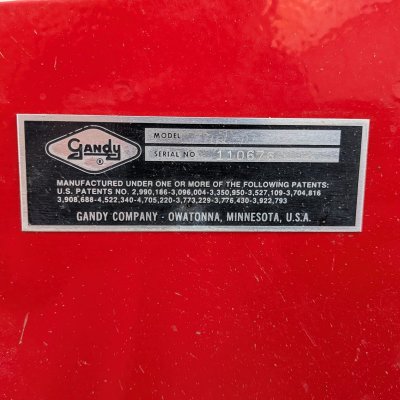 Gandy
®
MODEL
SERIAL NO
MANUFACTURED UNDER ONE OR MORE OF THE FOLLOWING PATENTS:
U.S. PATENTS NO. 2,990,186-3,096,004-3,350,950-3,527,109-3,704,816
3,908,688-4,522,340-4,705,220-3,773,229-3,776,430-3,922,793
GANDY COMPANY - OWATONNA, MINNESOTA, U.S.A.